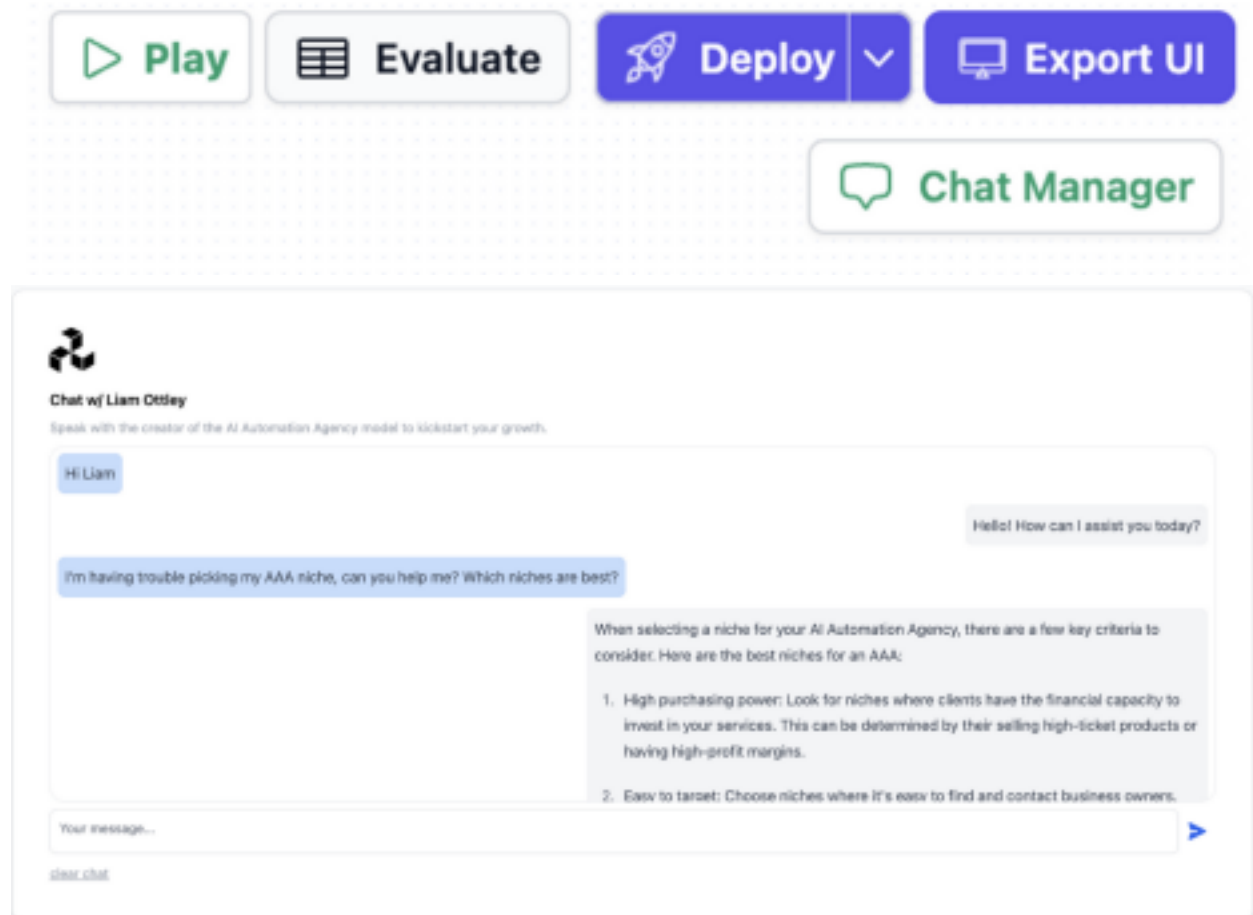 Play Evaluate Deploy Export UI
Chat Manager
Chat w/ Liam Ottley
Speak with the creator of the AI Automation Agency model to kickstart your growth.
Hi Liam
Hello! How can I assist you today?
I'm having trouble picking my AAA niche, can you help me? Which niches are best?
When selecting a niche for your AI Automation Agency, there are a few key criteria to
consider. Here are the best niches for an AAA:
1. High purchasing power: Look for niches where clients have the financial capacity to
invest in your services. This can be determined by their selling high-ticket products or
having high-profit margins.
2. Easy to target: Choose niches where it's easy to find and contact business owners.
Your message...
clear chat